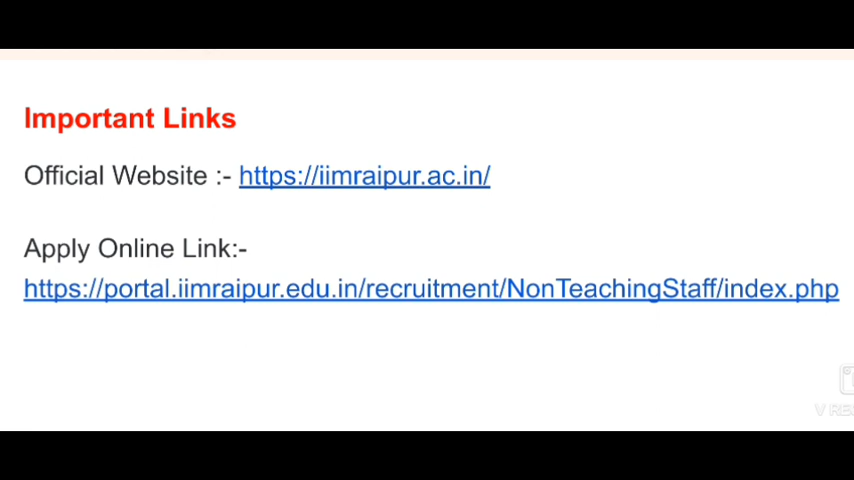 Important Links
Official Website :- https://iimraipur.ac.in/
Apply Online Link:-
https://portal.iimraipur.edu.in/recruitment/NonTeachingStaff/index.php